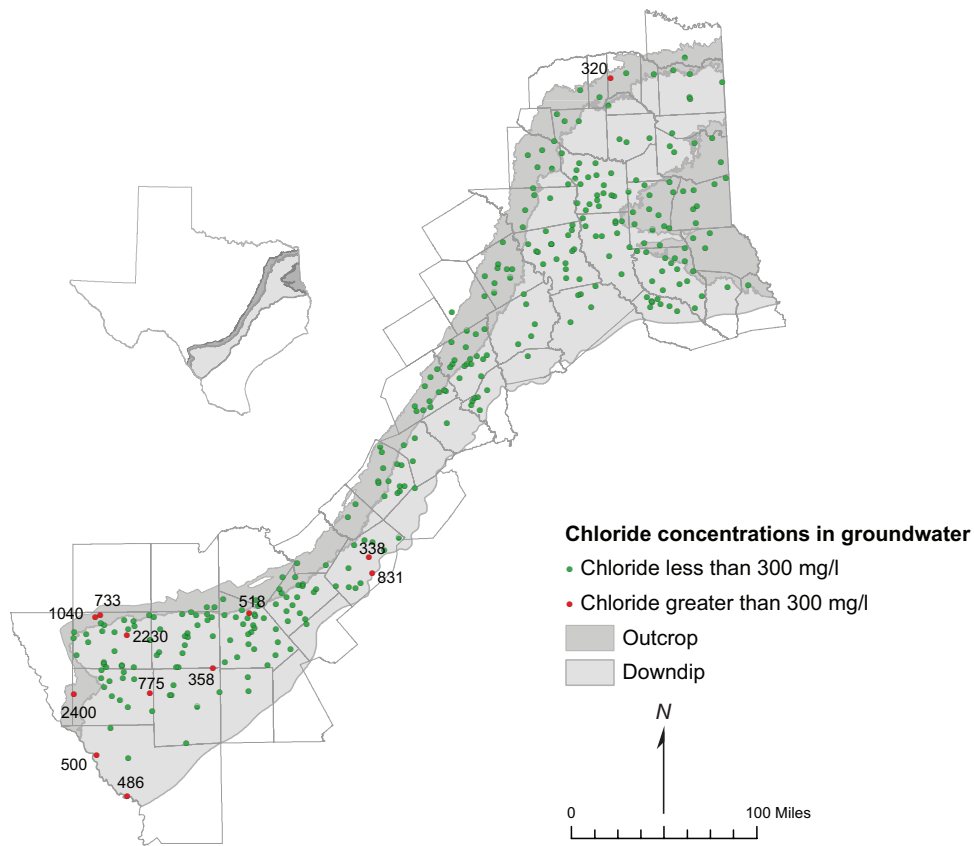 320
338
831
518
733
1040
2230
775
358
2400
500
486
Chloride concentrations in groundwater
Chloride less than 300 mg/l
Chloride greater than 300 mg/l
Outcrop
Downdip
N
0 100 Miles